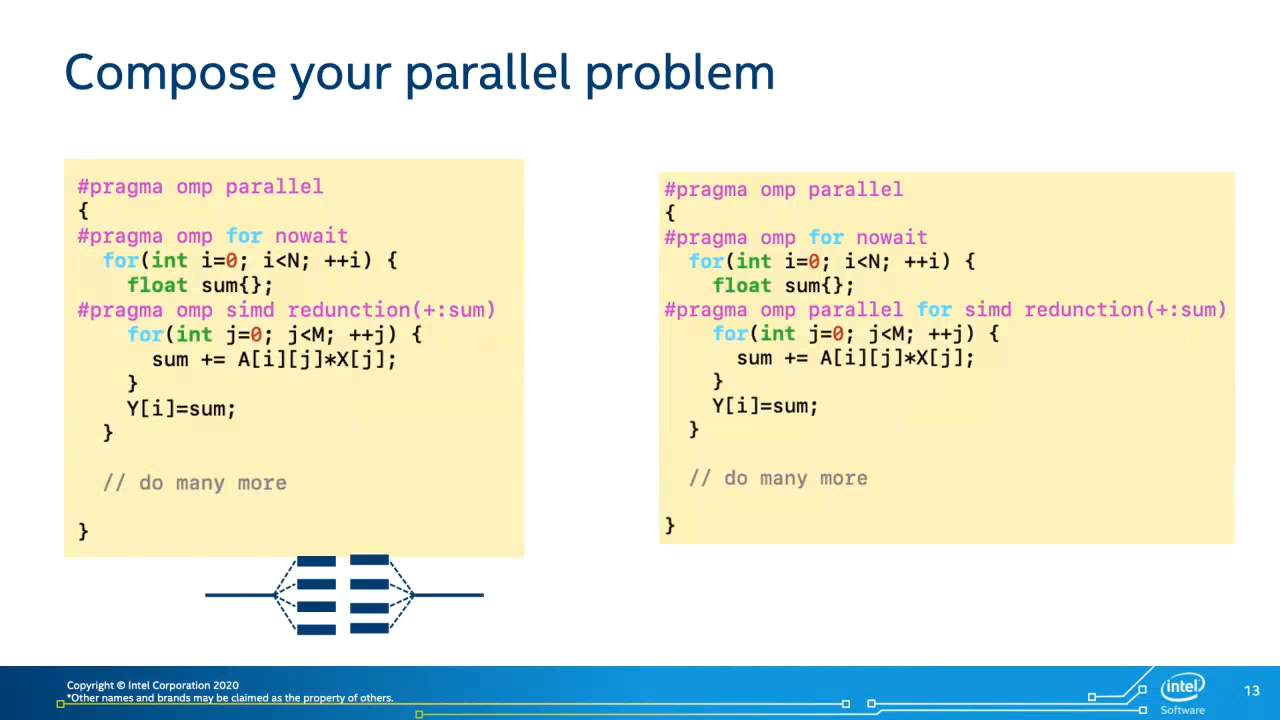 Compose your parallel problem
#pragma omp parallel
{
#pragma omp for nowait
for(int i=0; i<N; ++i) {
float sum{};
#pragma omp simd redunction(+:sum)
for(int j=0; j<M; ++j) {
sum += A[i][j]*X[j];
}
Y[i]=sum;
}
// do many more
}
#pragma omp parallel
{
#pragma omp for nowait
for(int i=0; i<N; ++i) {
float sum{};
#pragma omp parallel for simd redunction(+:sum)
for(int j=0; j<M; ++j) {
sum += A[i][j]*X[j];
}
Y[i]=sum;
}
// do many more
}
Copyright © Intel Corporation 2020
*Other names and brands may be claimed as the property of others.
intel
Software
13